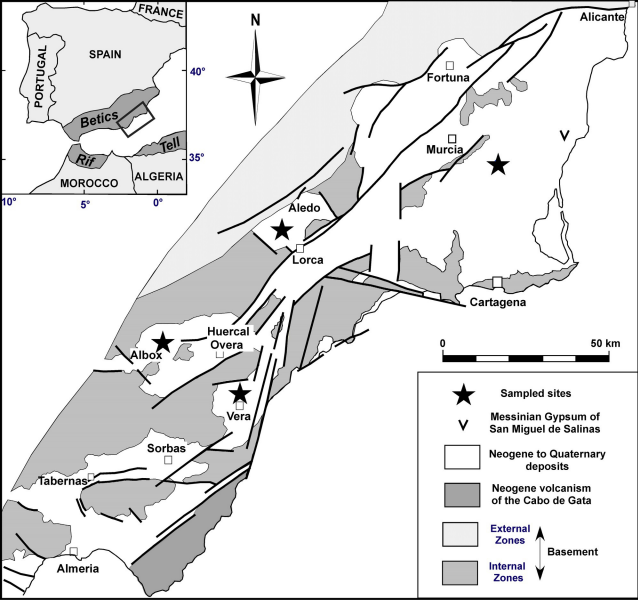 FRANCE
SPAIN
PORTUGAL
Betics
Rif
Tell
MOROCCO
ALGERIA
40°
35°
10°
5°
0°
N
Alicante
Fortuna
Murcia
Aledo
Lorca
Cartagena
Huercal
Overa
Albox
Vera
Sorbas
Tabernas
Almeria
0
50 km
Sampled sites
Messinian Gypsum of
San Miguel de Salinas
Neogene to Quaternary
deposits
Neogene volcanism
of the Cabo de Gata
External
Zones
Basement
Internal
Zones